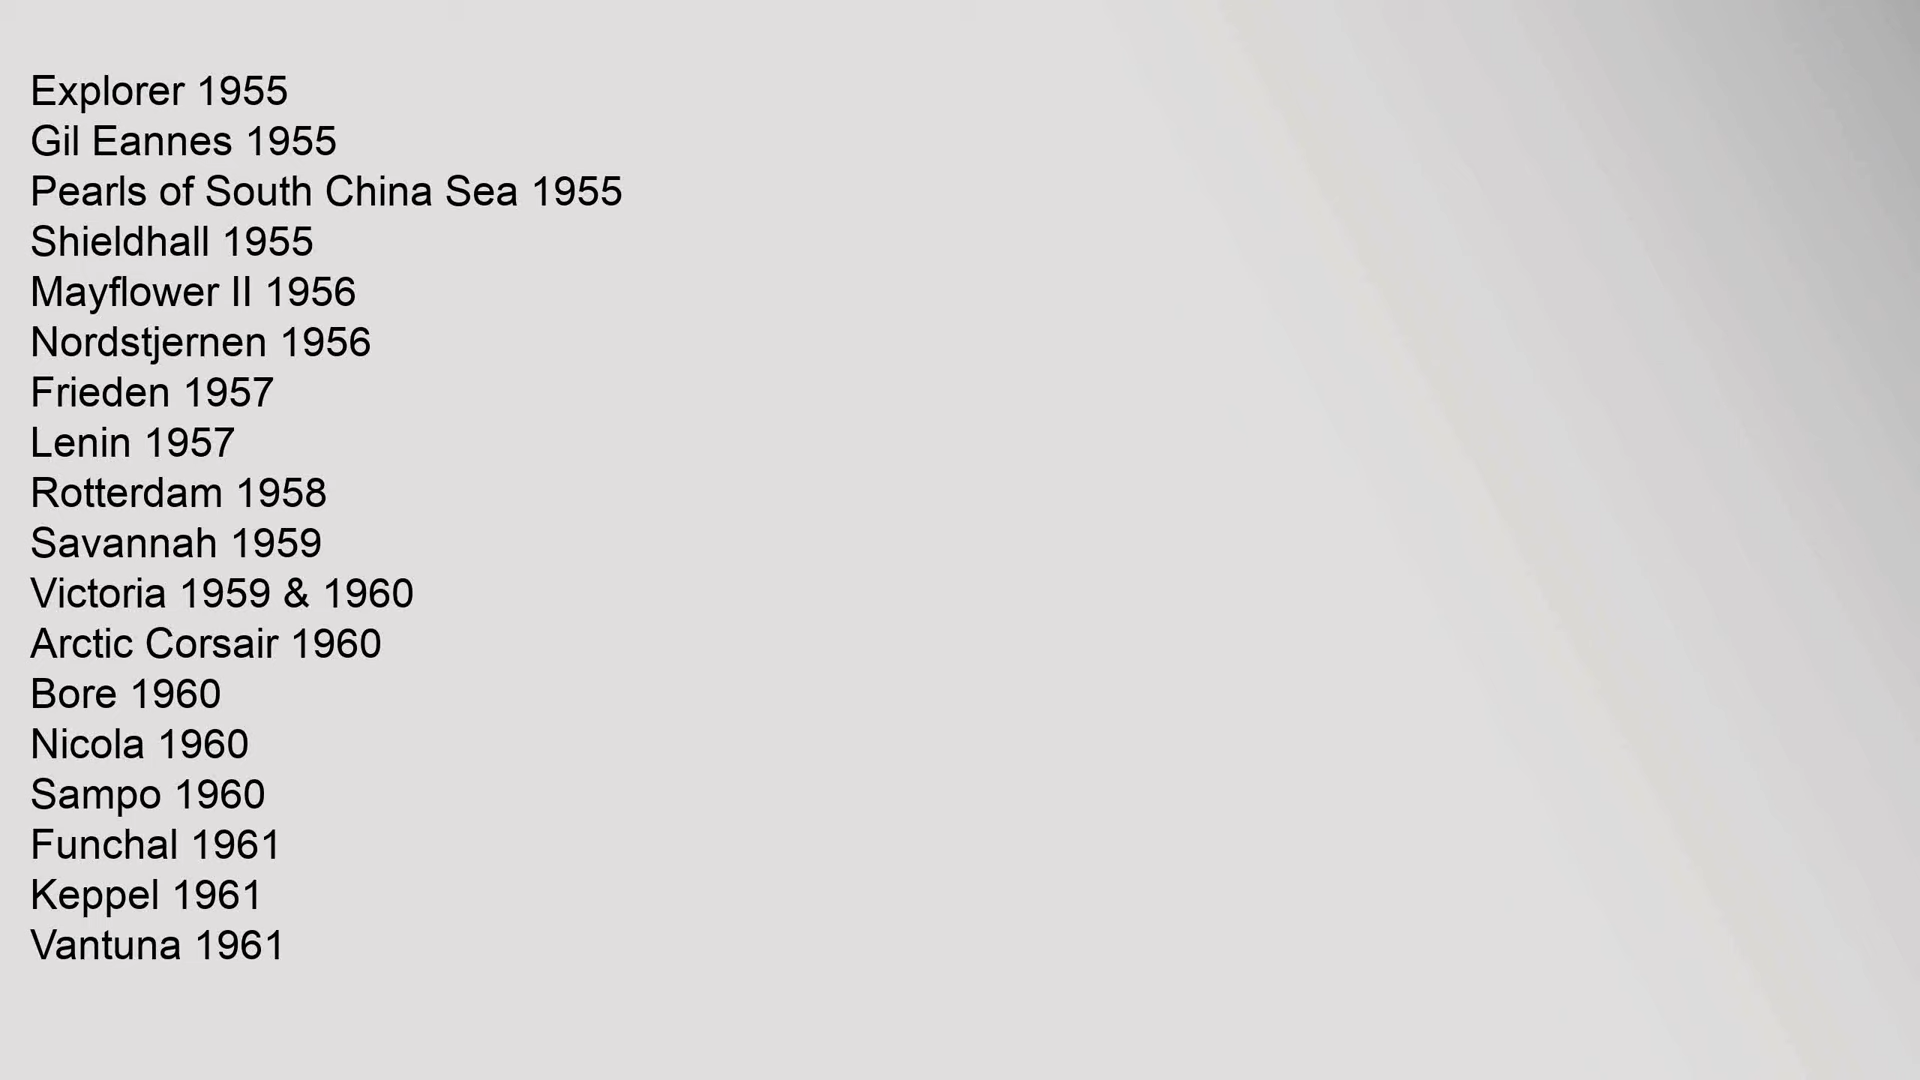 Explorer 1955
Gil Eannes 1955
Pearls of South China Sea 1955
Shieldhall 1955
Mayflower II 1956
Nordstjernen 1956
Frieden 1957
Lenin 1957
Rotterdam 1958
Savannah 1959
Victoria 1959 & 1960
Arctic Corsair 1960
Bore 1960
Nicola 1960
Sampo 1960
Funchal 1961
Keppel 1961
Vantuna 1961